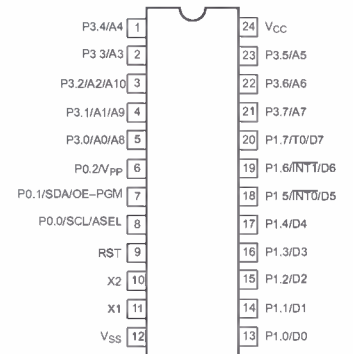 P3.4/A4 1 24 VCC
P3 3/A3 2 23 P3.5/A5
P3.2/A2/A10 3 22 P3.6/A6
P3.1/A1/A9 4 21 P3.7/A7
P3.0/A0/A8 5 20 P1.7/T0/D7
P0.2/VPP 6 19 P1.6/INT1/D6
P0.1/SDA/OE–PGM 7 18 P1 5/INT0/D5
P0.0/SCL/ASEL 8 17 P1.4/D4
RST 9 16 P1.3/D3
X2 10 15 P1.2/D2
X1 11 14 P1.1/D1
VSS 12 13 P1.0/D0